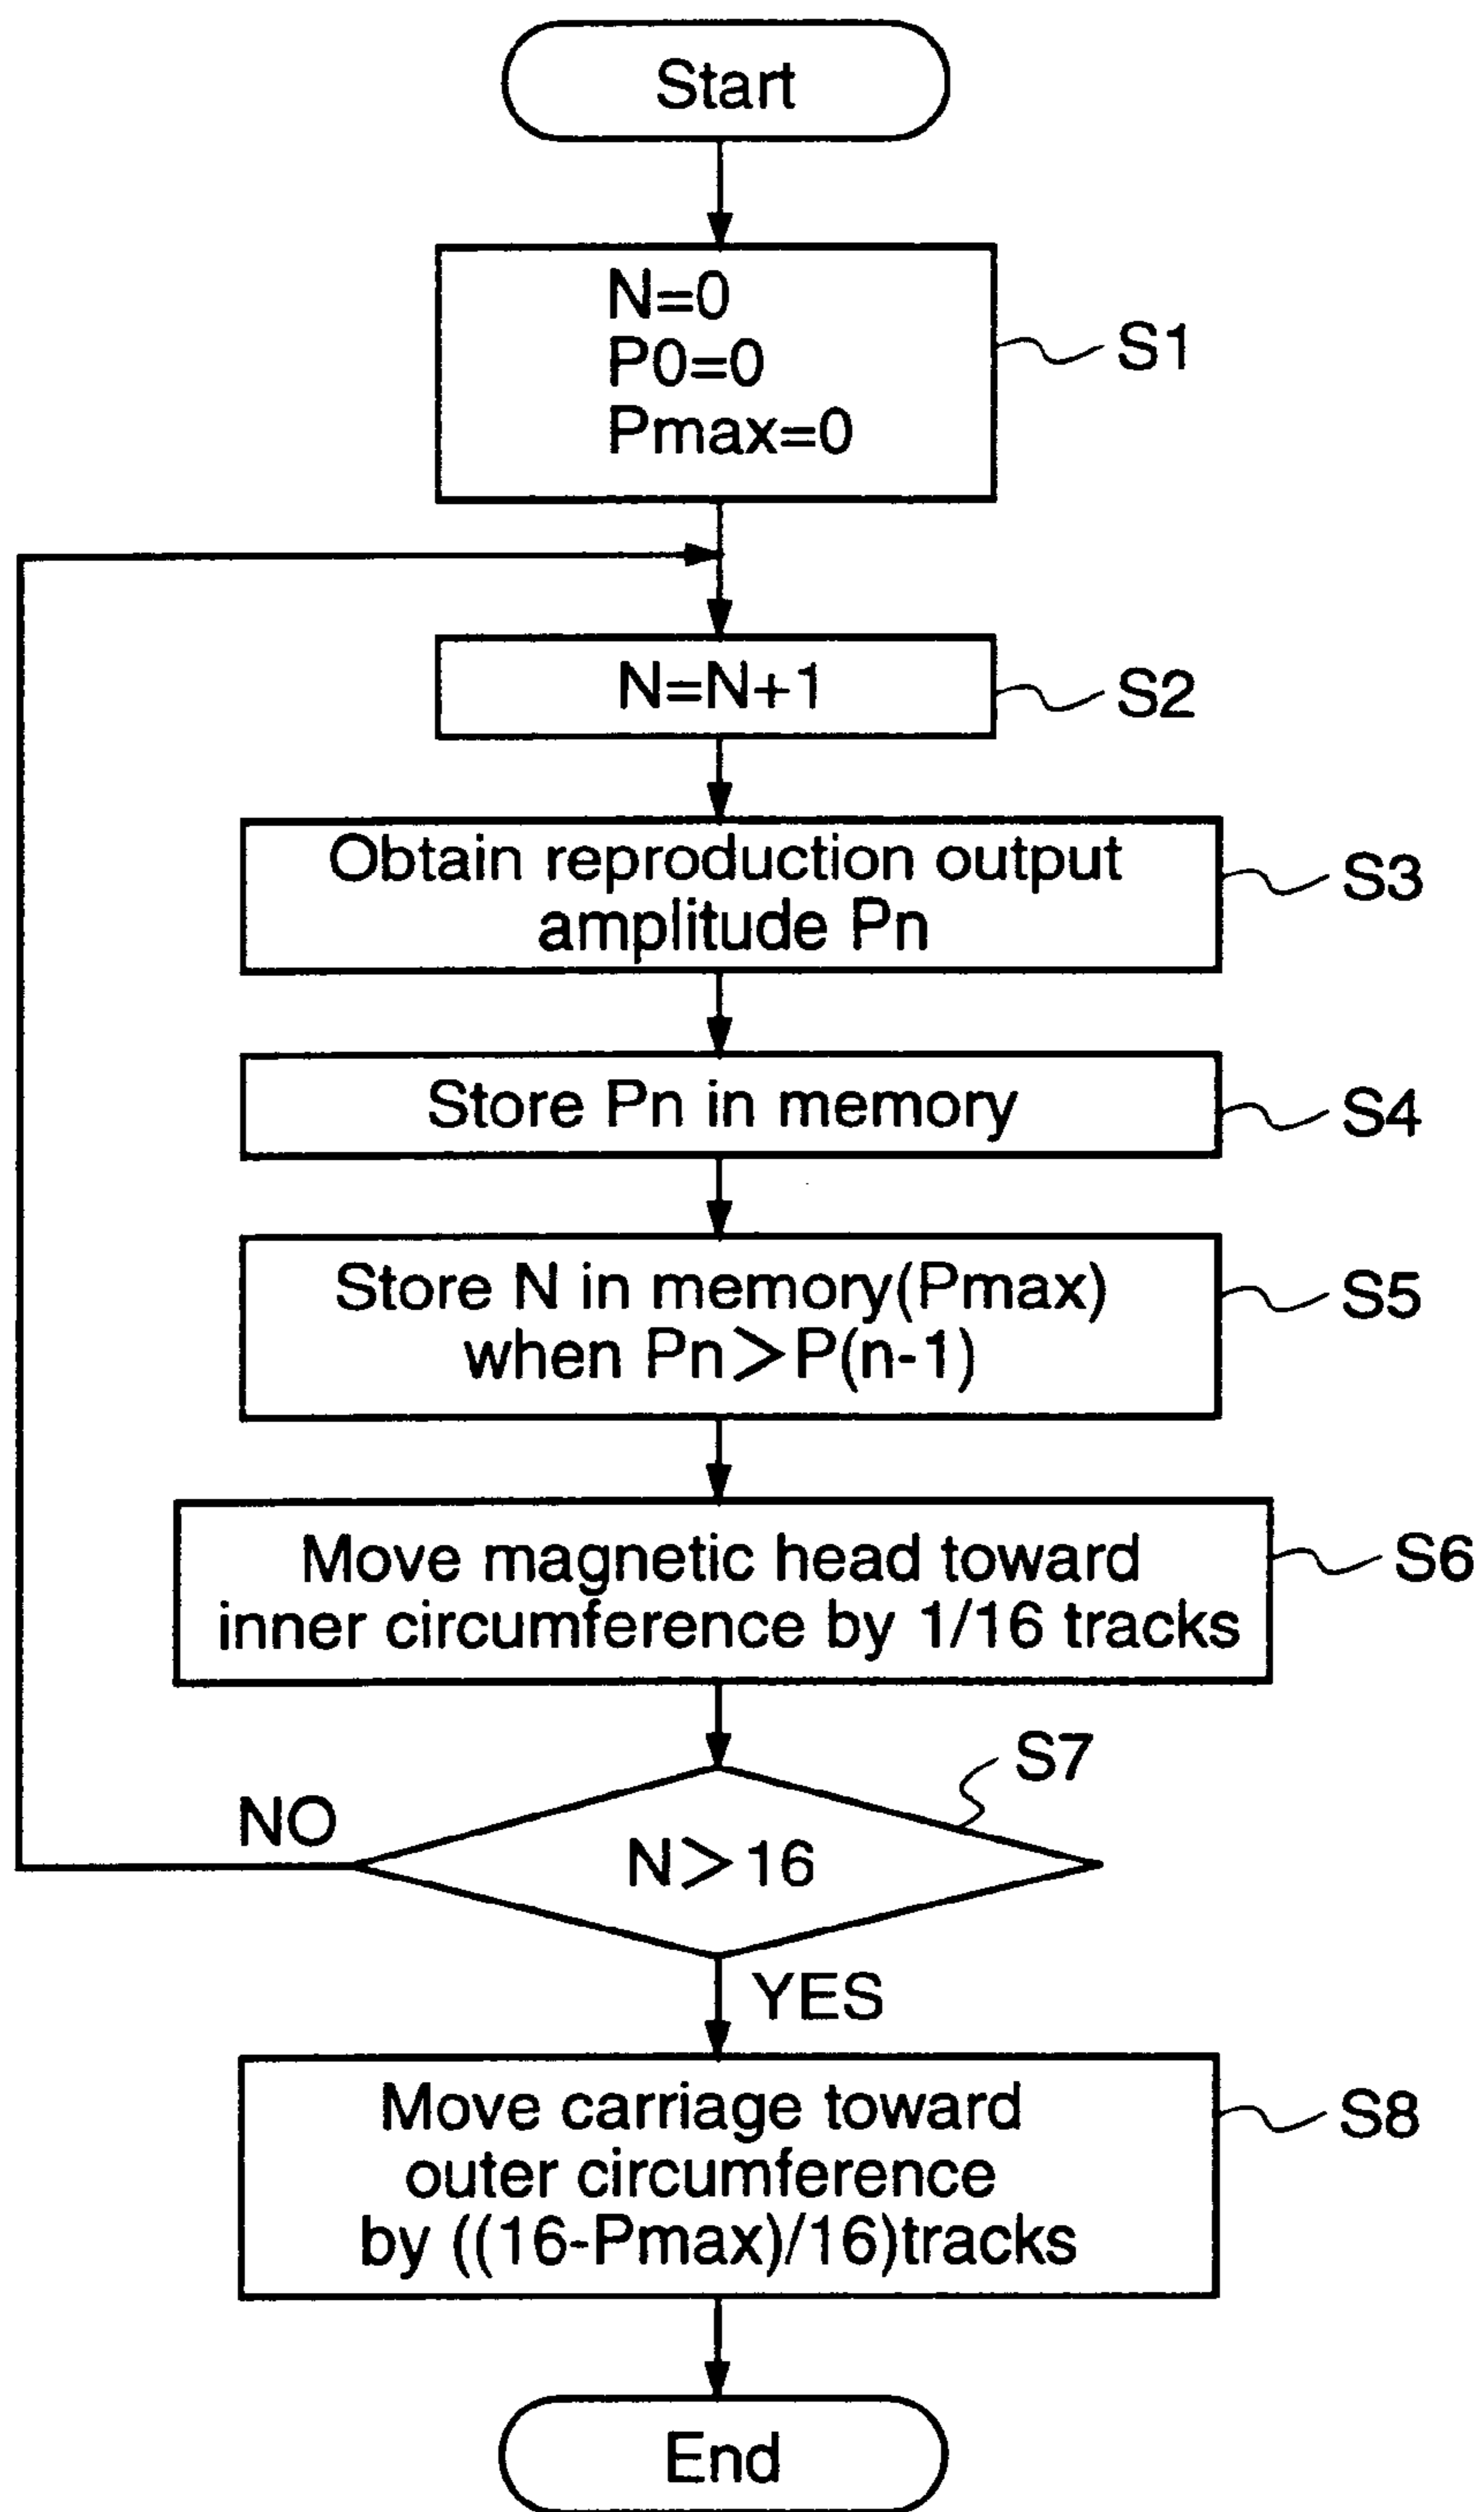 Start
N=0
P0=0
Pmax=0
S1
N=N+1
S2
Obtain reproduction output
amplitude Pn
S3
Store Pn in memory
S4
Store N in memory(Pmax)
when Pn>P(n-1)
S5
Move magnetic head toward
inner circumference by 1/16 tracks
S6
S7
NO
N>16
YES
Move carriage toward
outer circumference
by ((16-Pmax)/16)tracks
S8
End